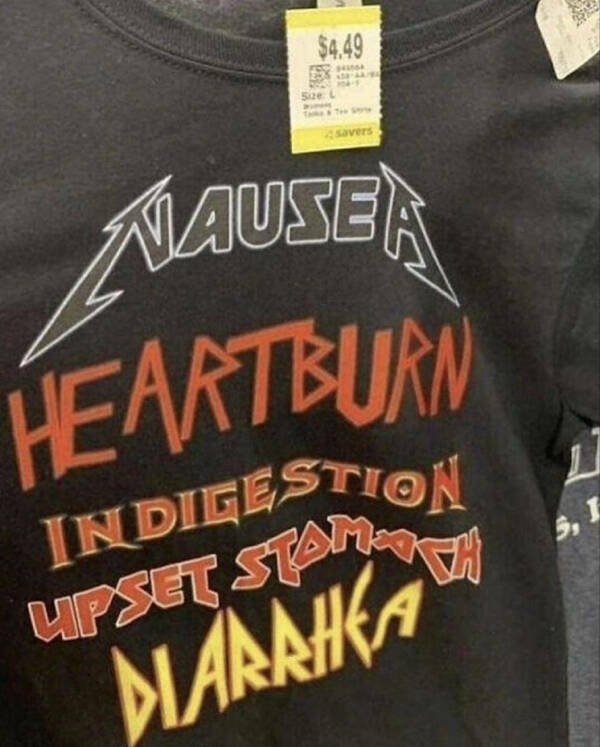 $4.49
Size: L
Womens
Tanks & Tee Shirts
savers
NAUSEA
HEARTBURN
INDIGESTION
UPSET STOMACH
DIARRHEA